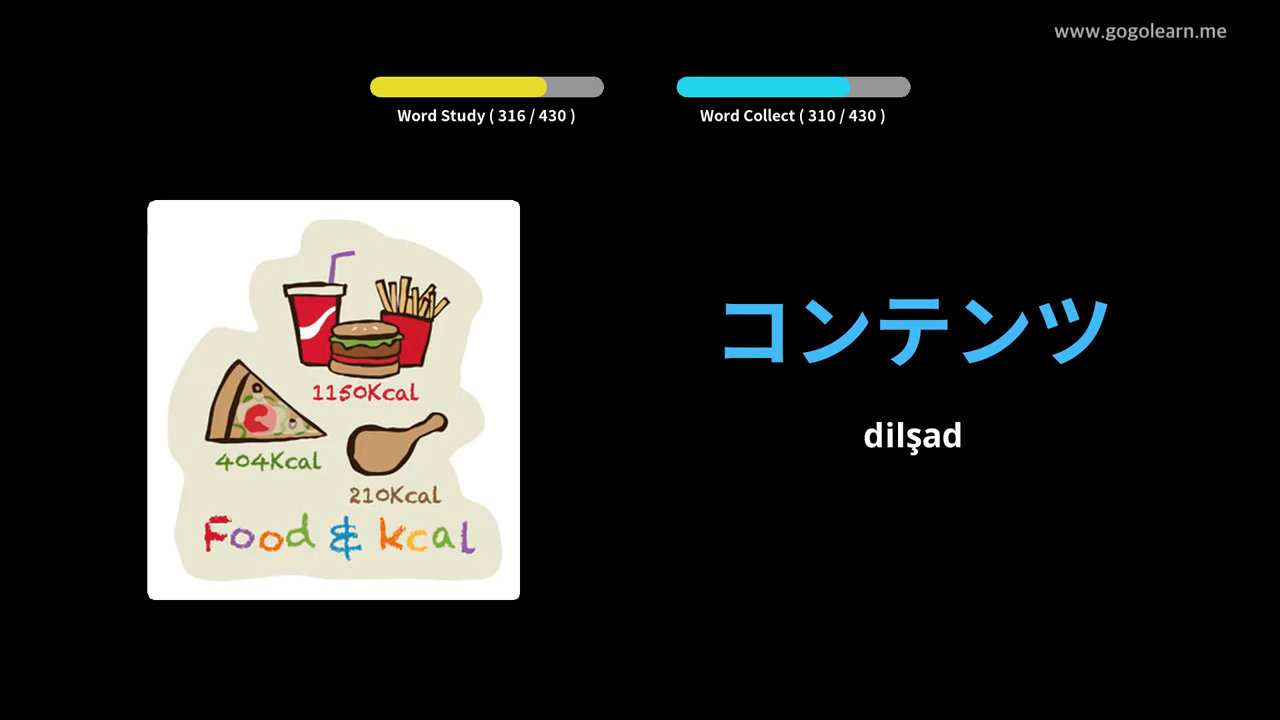 www.gogolearn.me
Word Study ( 316 / 430 )
Word Collect ( 310 / 430 )
1150Kcal
404Kcal
210Kcal
Food & kcal
コンテンツ
dilşad